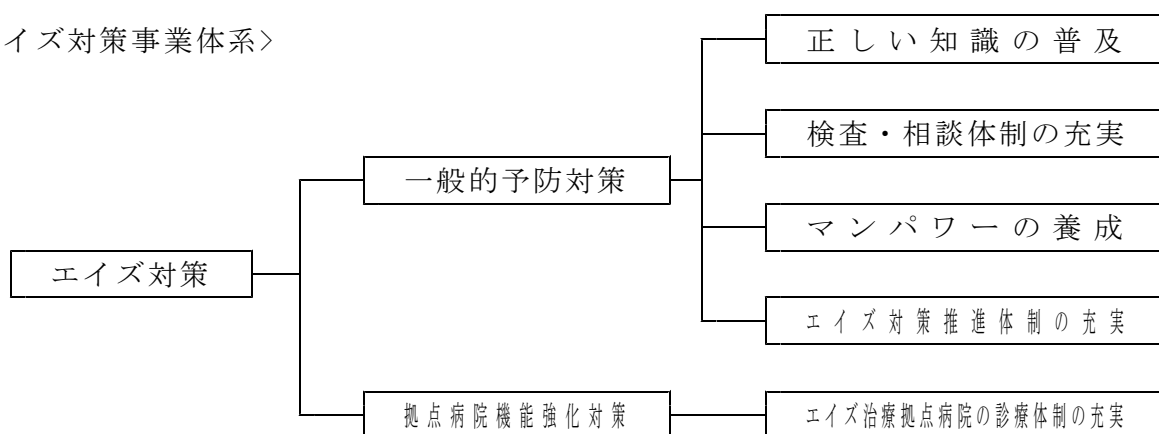 イズ対策事業体系>
正しい知識の普及
検査・相談体制の充実
一般的予防対策
マンパワーの養成
エイズ対策
エイズ対策推進体制の充実
拠点病院機能強化対策
エイズ治療拠点病院の診療体制の充実